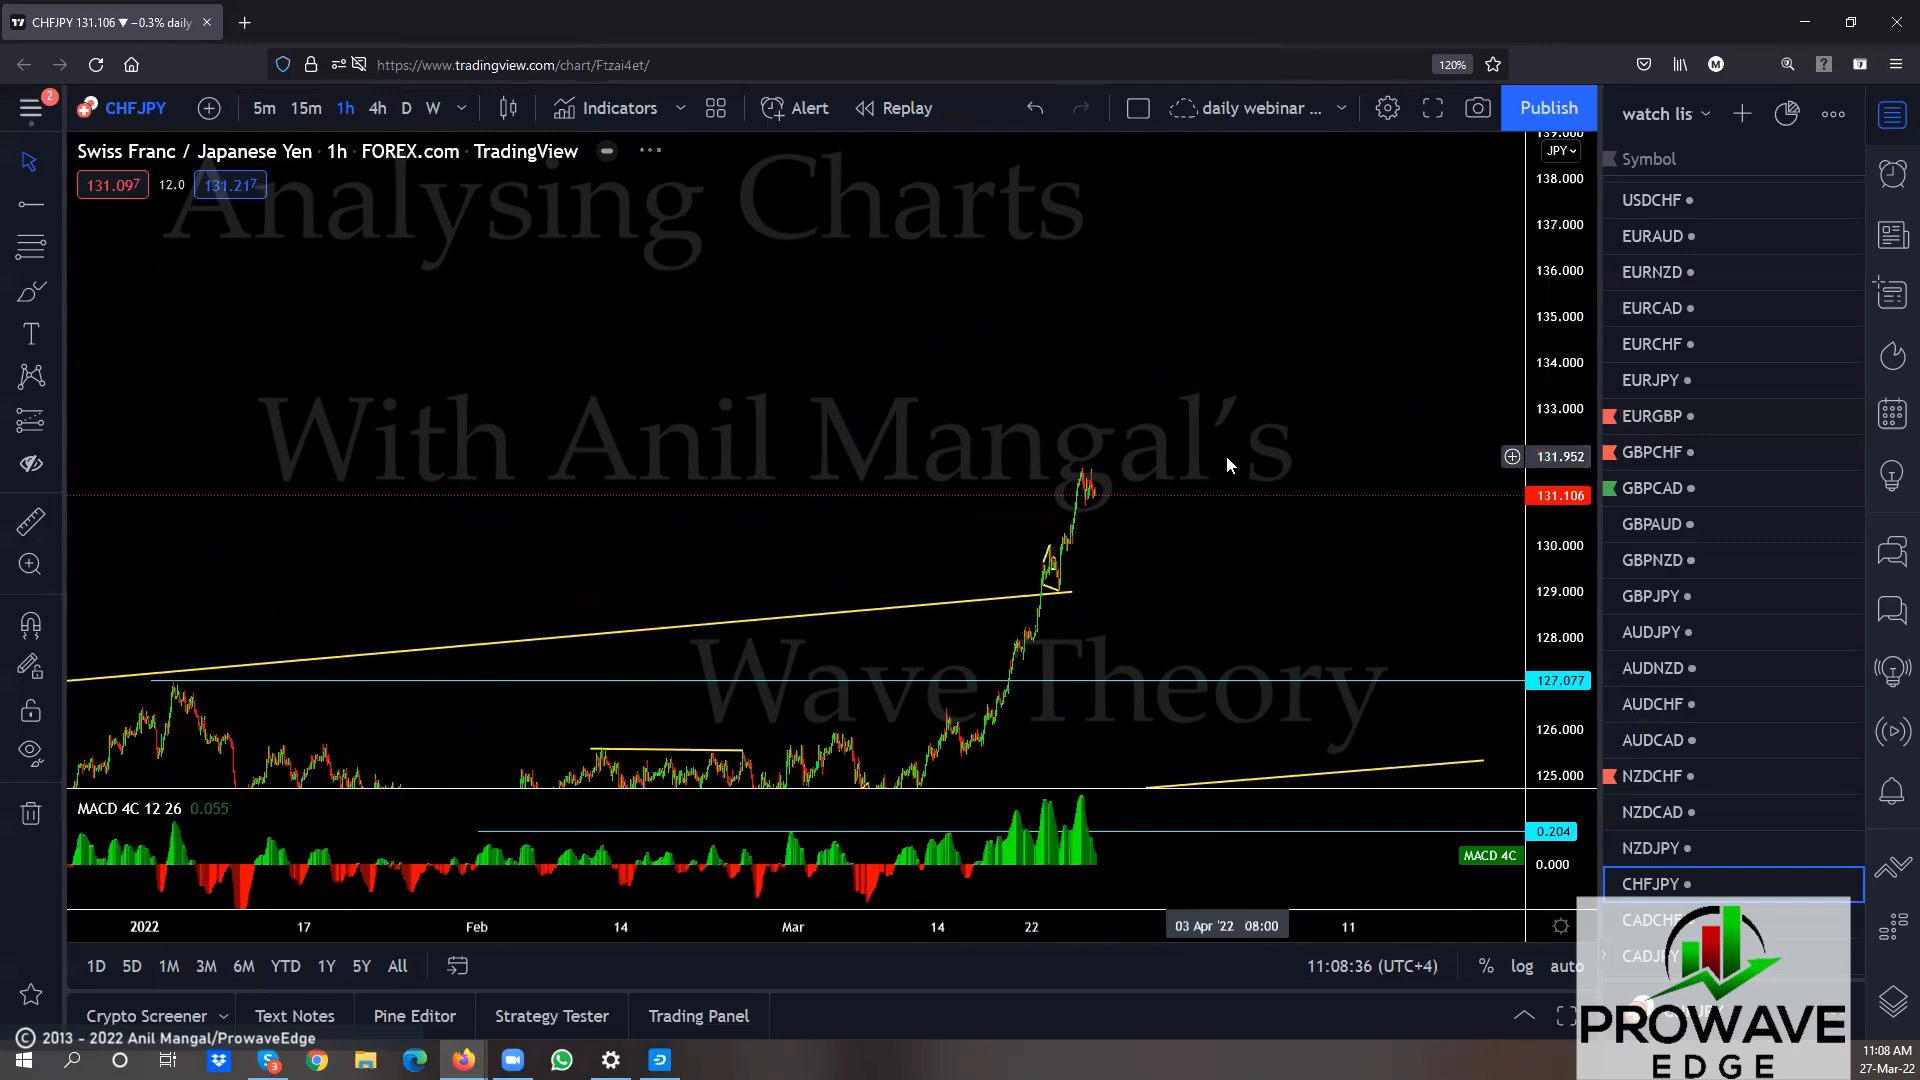 CHFJPY 131.106 ▼ −0.3% daily
https://www.tradingview.com/chart/Ftzai4et/
120%
2
CHFJPY
5m 15m 1h 4h D W
Indicators
Alert
Replay
daily webinar ...
Publish
watch lis
Swiss Franc / Japanese Yen · 1h · FOREX.com · TradingView
JPY
131.097 12.0 131.217
Analysing Charts
With Anil Mangal's
Wave Theory
139.000
138.000
137.000
136.000
135.000
134.000
133.000
131.952
131.106
130.000
129.000
128.000
127.077
126.000
125.000
MACD 4C 12 26 0.055
0.204
MACD 4C
0.000
2022 17 Feb 14 Mar 14 22 03 Apr '22 08:00 11
1D 5D 1M 3M 6M YTD 1Y 5Y All
11:08:36 (UTC+4) % log auto
Crypto Screener Text Notes Pine Editor Strategy Tester Trading Panel
Symbol
USDCHF
EURAUD
EURNZD
EURCAD
EURCHF
EURJPY
EURGBP
GBPCHF
GBPCAD
GBPAUD
GBPNZD
GBPJPY
AUDJPY
AUDNZD
AUDCHF
AUDCAD
NZDCHF
NZDCAD
NZDJPY
CHFJPY
CADCHF
CADJPY
© 2013 - 2022 Anil Mangal/ProwaveEdge
PROWAVE
EDGE
3
11:08 AM
27-Mar-22